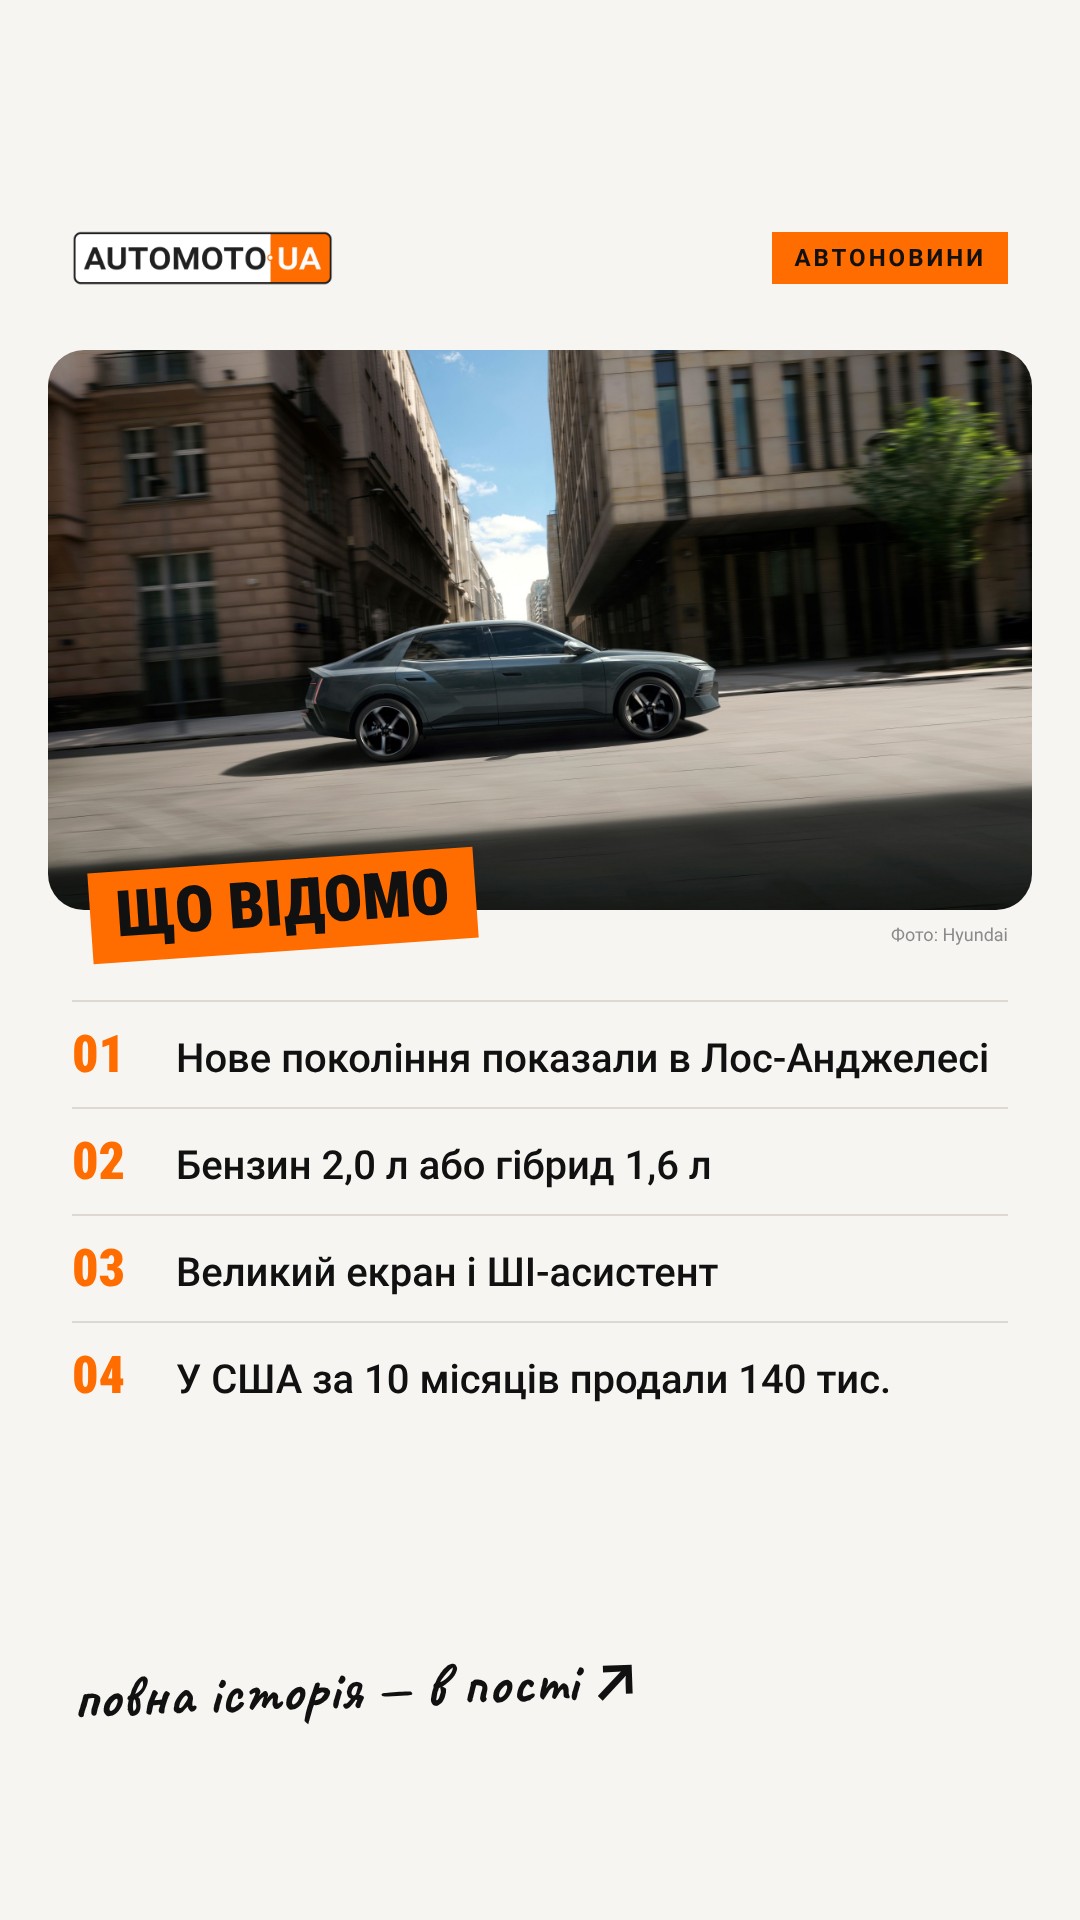 AUTOMOTO UA
АВТОНОВИНИ
ЩО ВІДОМО
Фото: Hyundai
01 Нове покоління показали в Лос-Анджелесі
02 Бензин 2,0 л або гібрид 1,6 л
03 Великий екран і ШІ-асистент
04 У США за 10 місяців продали 140 тис.
повна історія – в пості ↗